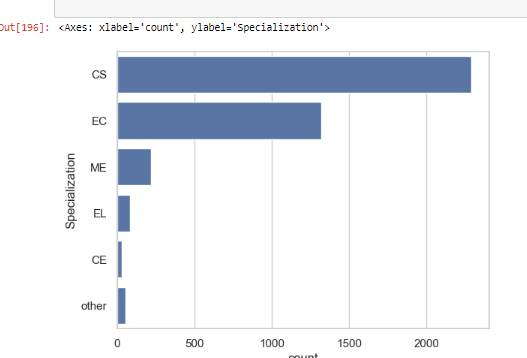 Out[196]: <Axes: xlabel='count', ylabel='Specialization'>
CS
EC
ME
EL
CE
other
Specialization
0 500 1000 1500 2000
count